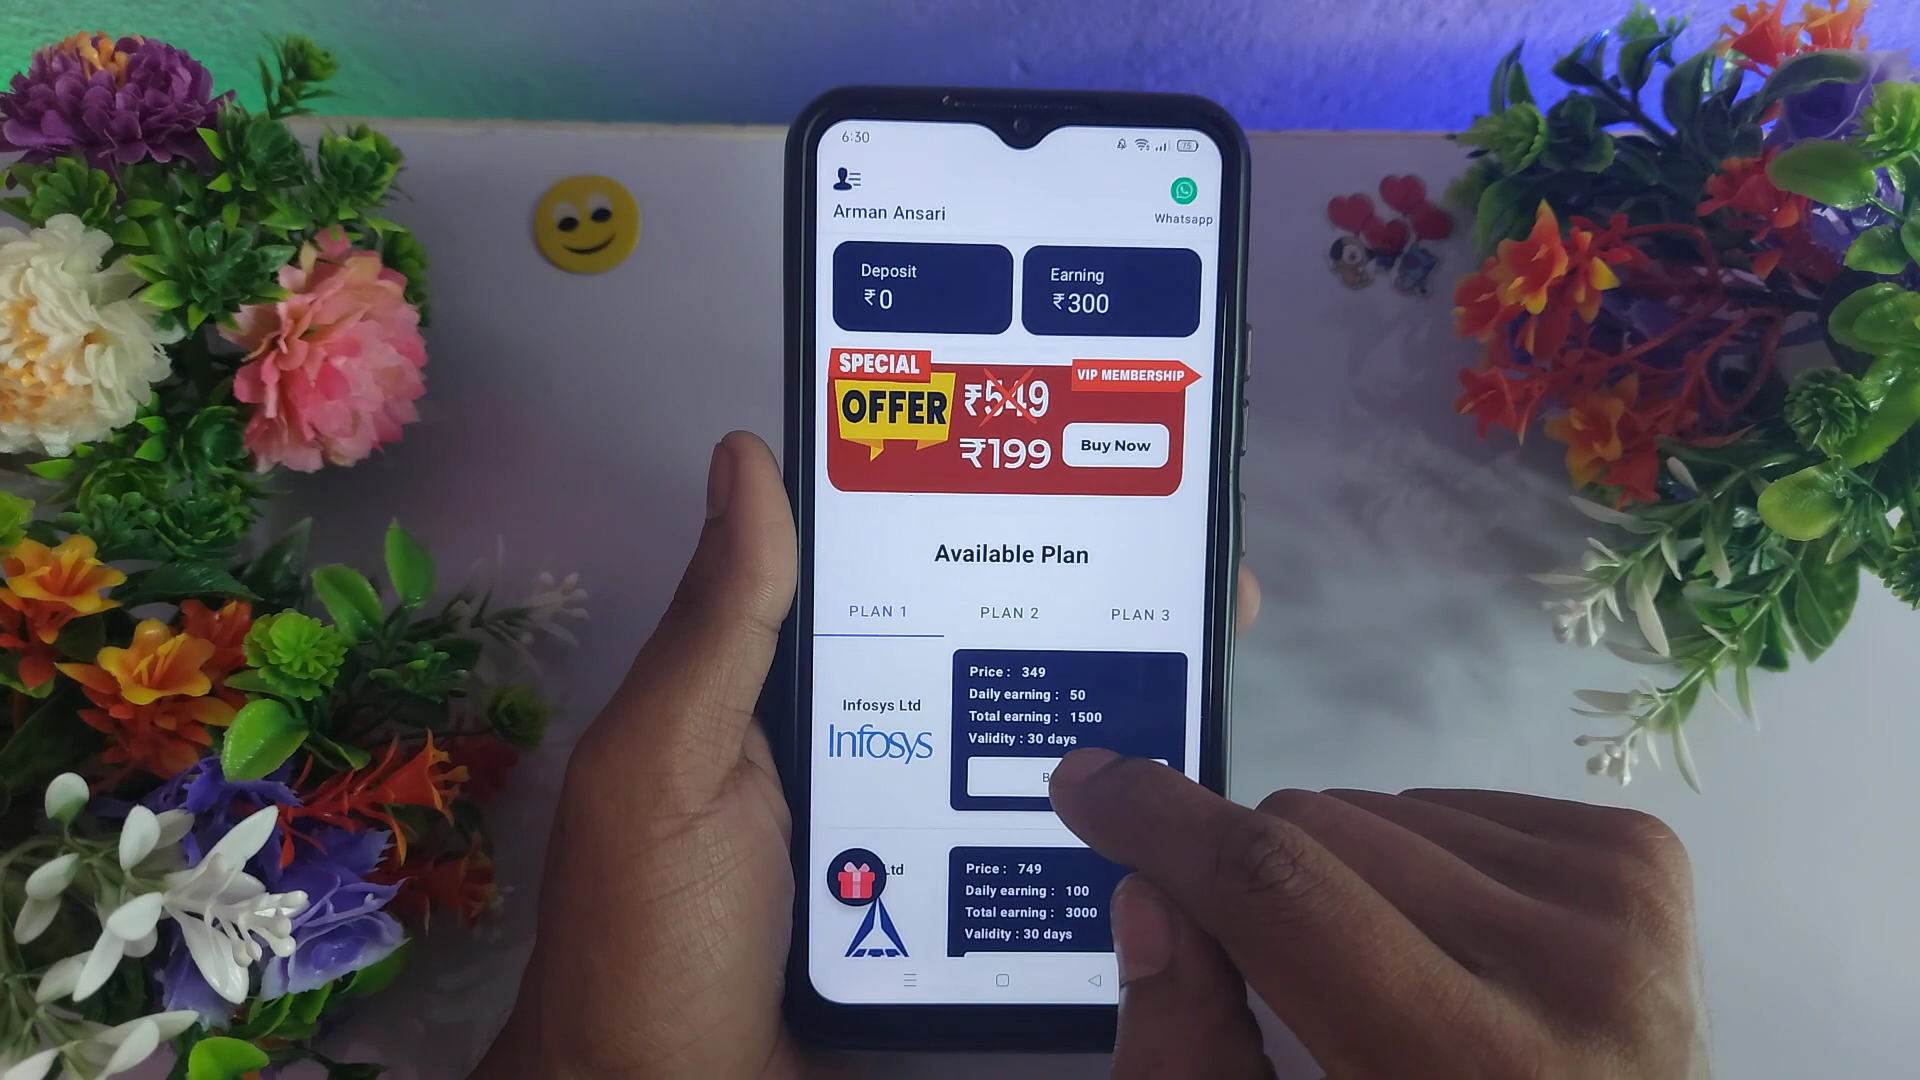 6:30
75
Arman Ansari
Whatsapp
Deposit
₹0
Earning
₹300
SPECIAL
OFFER
₹549
₹199
VIP MEMBERSHIP
Buy Now
Available Plan
PLAN 1
PLAN 2
PLAN 3
Infosys Ltd
Infosys
Price : 349
Daily earning : 50
Total earning : 1500
Validity : 30 days
Ltd
Price : 749
Daily earning : 100
Total earning : 3000
Validity : 30 days